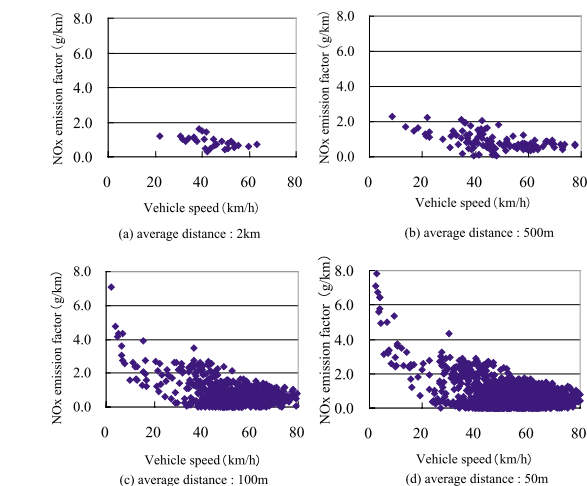 8.0
6.0
4.0
2.0
0.0
0 20 40 60 80
NOx emission factor (g/km)
Vehicle speed (km/h)
(a) average distance : 2km
8.0
6.0
4.0
2.0
0.0
0 20 40 60 80
NOx emission factor (g/km)
Vehicle speed (km/h)
(b) average distance : 500m
8.0
6.0
4.0
2.0
0.0
0 20 40 60 80
NOx emission factor (g/km)
Vehicle speed (km/h)
(c) average distance : 100m
8.0
6.0
4.0
2.0
0.0
0 20 40 60 80
NOx emission factor (g/km)
Vehicle speed (km/h)
(d) average distance : 50m